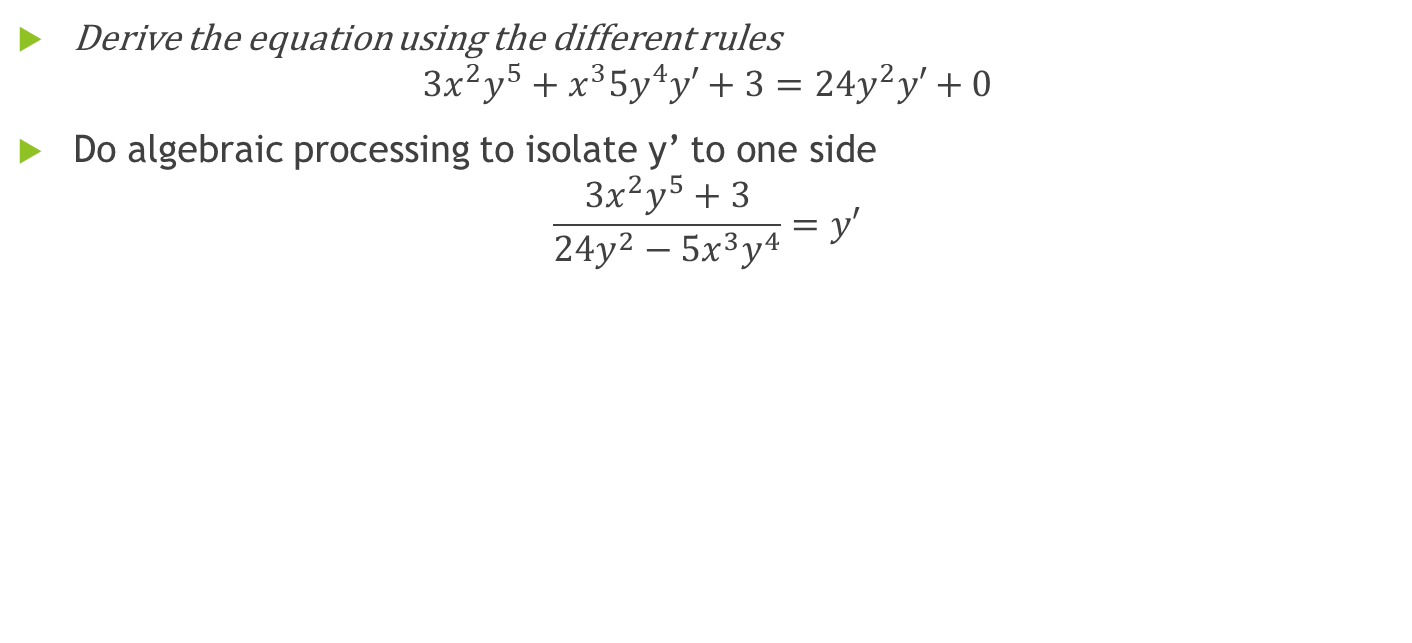 Derive the equation using the different rules
3x²y⁵ + x³5y⁴y′ + 3 = 24y²y′ + 0
Do algebraic processing to isolate y’ to one side
3x²y⁵ + 3
24y² − 5x³y⁴
= y′